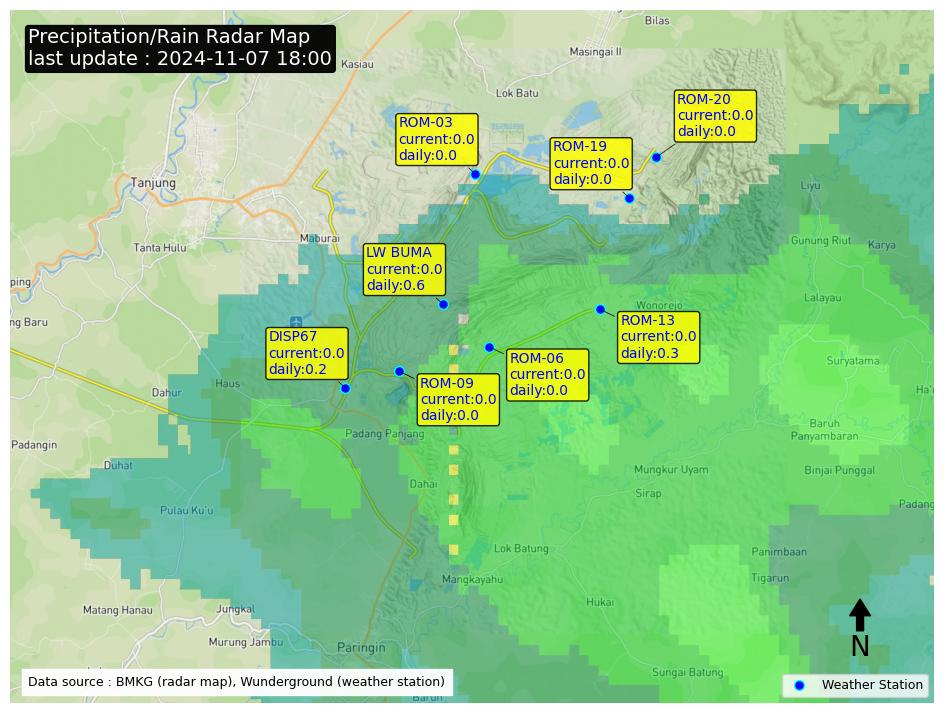 Precipitation/Rain Radar Map
last update : 2024-11-07 18:00
Bilas
Masingai II
Kasiau
Lok Batu
ROM-20
current:0.0
daily:0.0
ROM-03
current:0.0
daily:0.0
ROM-19
current:0.0
daily:0.0
Tanjung
Liyu
Maburai
Tanta Hulu
Gunung Riut
Karya
LW BUMA
current:0.0
daily:0.6
ping
Lalayau
Wonorejo
ng Baru
ROM-13
current:0.0
daily:0.3
DISP67
current:0.0
daily:0.2
ROM-06
current:0.0
daily:0.0
Suryatama
ROM-09
current:0.0
daily:0.0
Haus
Dahur
Ha'
Baruh
Panyambaran
Padang Panjang
Padangin
Duhat
Mungkur Uyam
Binjai Punggal
Dahai
Sirap
Padang
Pulau Ku'u
Lok Batung
Panimbaan
Mangkayahu
Tigarun
Hukai
Matang Hanau
Jungkal
Murung Jambu
Paringin
N
Sungai Batung
Data source : BMKG (radar map), Wunderground (weather station)
Weather Station
Baruh